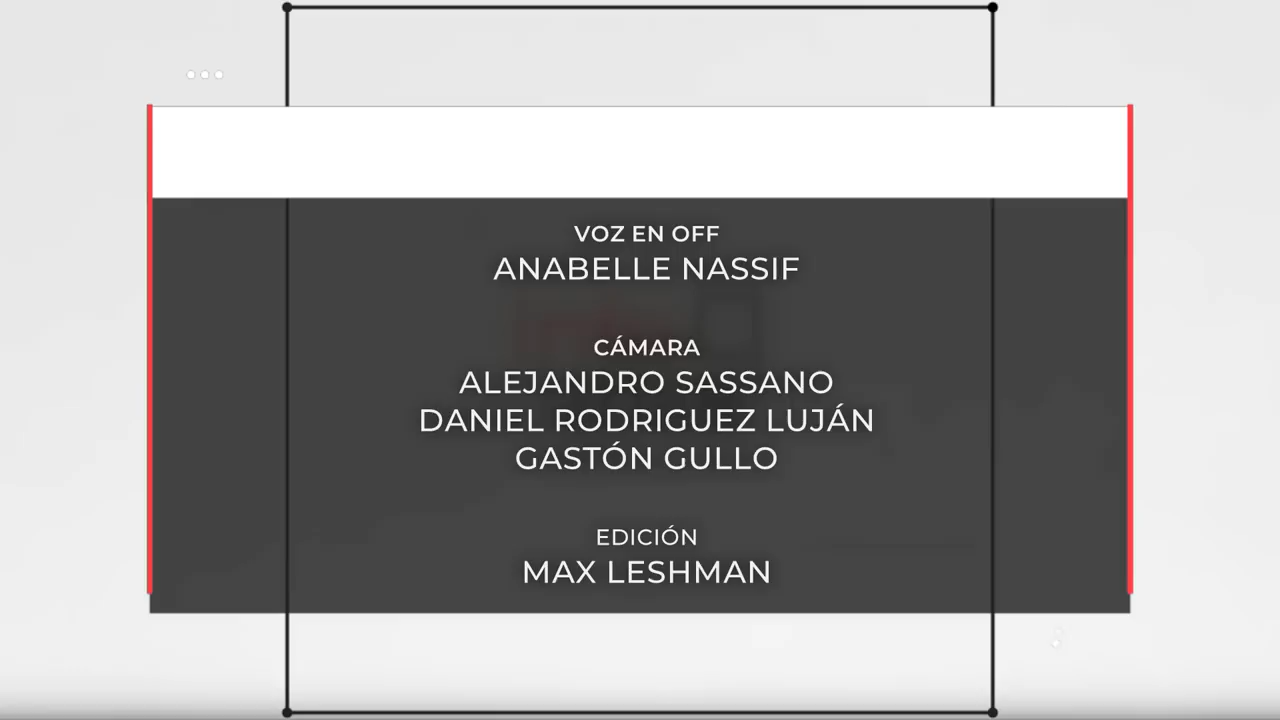 VOZ EN OFF
ANABELLE NASSIF
CÁMARA
ALEJANDRO SASSANO
DANIEL RODRIGUEZ LUJÁN
GASTÓN GULLO
EDICIÓN
MAX LESHMAN